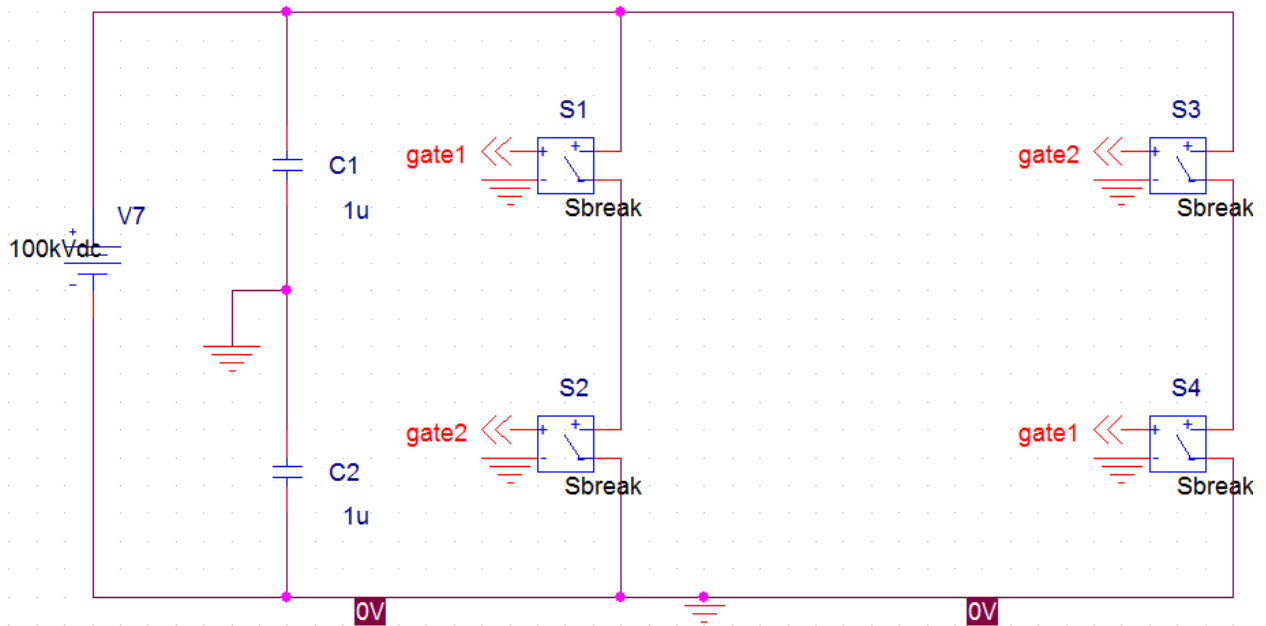 S1
S3
gate1
gate2
C1
1u
Sbreak
Sbreak
V7
100kVdc
S2
S4
gate2
gate1
C2
1u
Sbreak
Sbreak
0V
0V